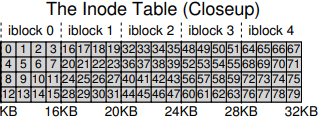 The Inode Table (Closeup)
iblock 0 iblock 1 iblock 2 iblock 3 iblock 4
0 1 2 3 16 17 18 19 32 33 34 35 48 49 50 51 64 65 66 67
4 5 6 7 20 21 22 23 36 37 38 39 52 53 54 55 68 69 70 71
8 9 10 11 24 25 26 27 40 41 42 43 56 57 58 59 72 73 74 75
12 13 14 15 28 29 30 31 44 45 46 47 60 61 62 63 76 77 78 79
KB 16KB 20KB 24KB 28KB 32KB